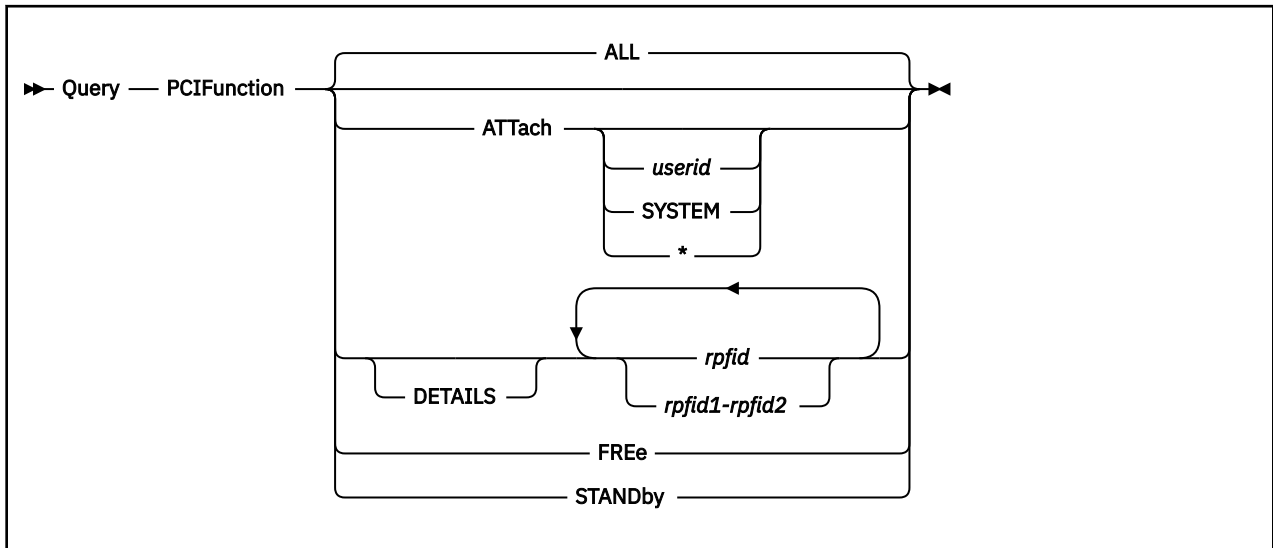 ALL
Query PCIFunction
ATTach
userid
SYSTEM
*
rpfid
DETAILS
rpfid1-rpfid2
FREe
STANDby